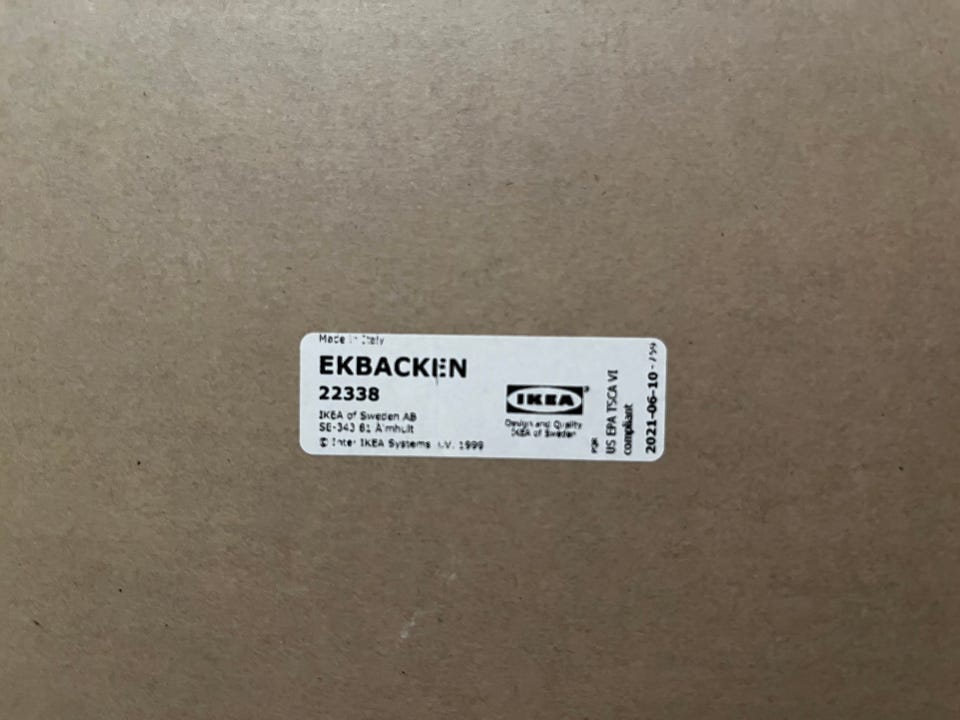 Made in Italy
EKBACKEN
22338
IKEA of Sweden AB
SE-343 81 Älmhult
© Inter IKEA Systems 1999
IKEA
Design and Quality
IKEA of Sweden
US EPA TSCA VI
compliant
2021-06-10